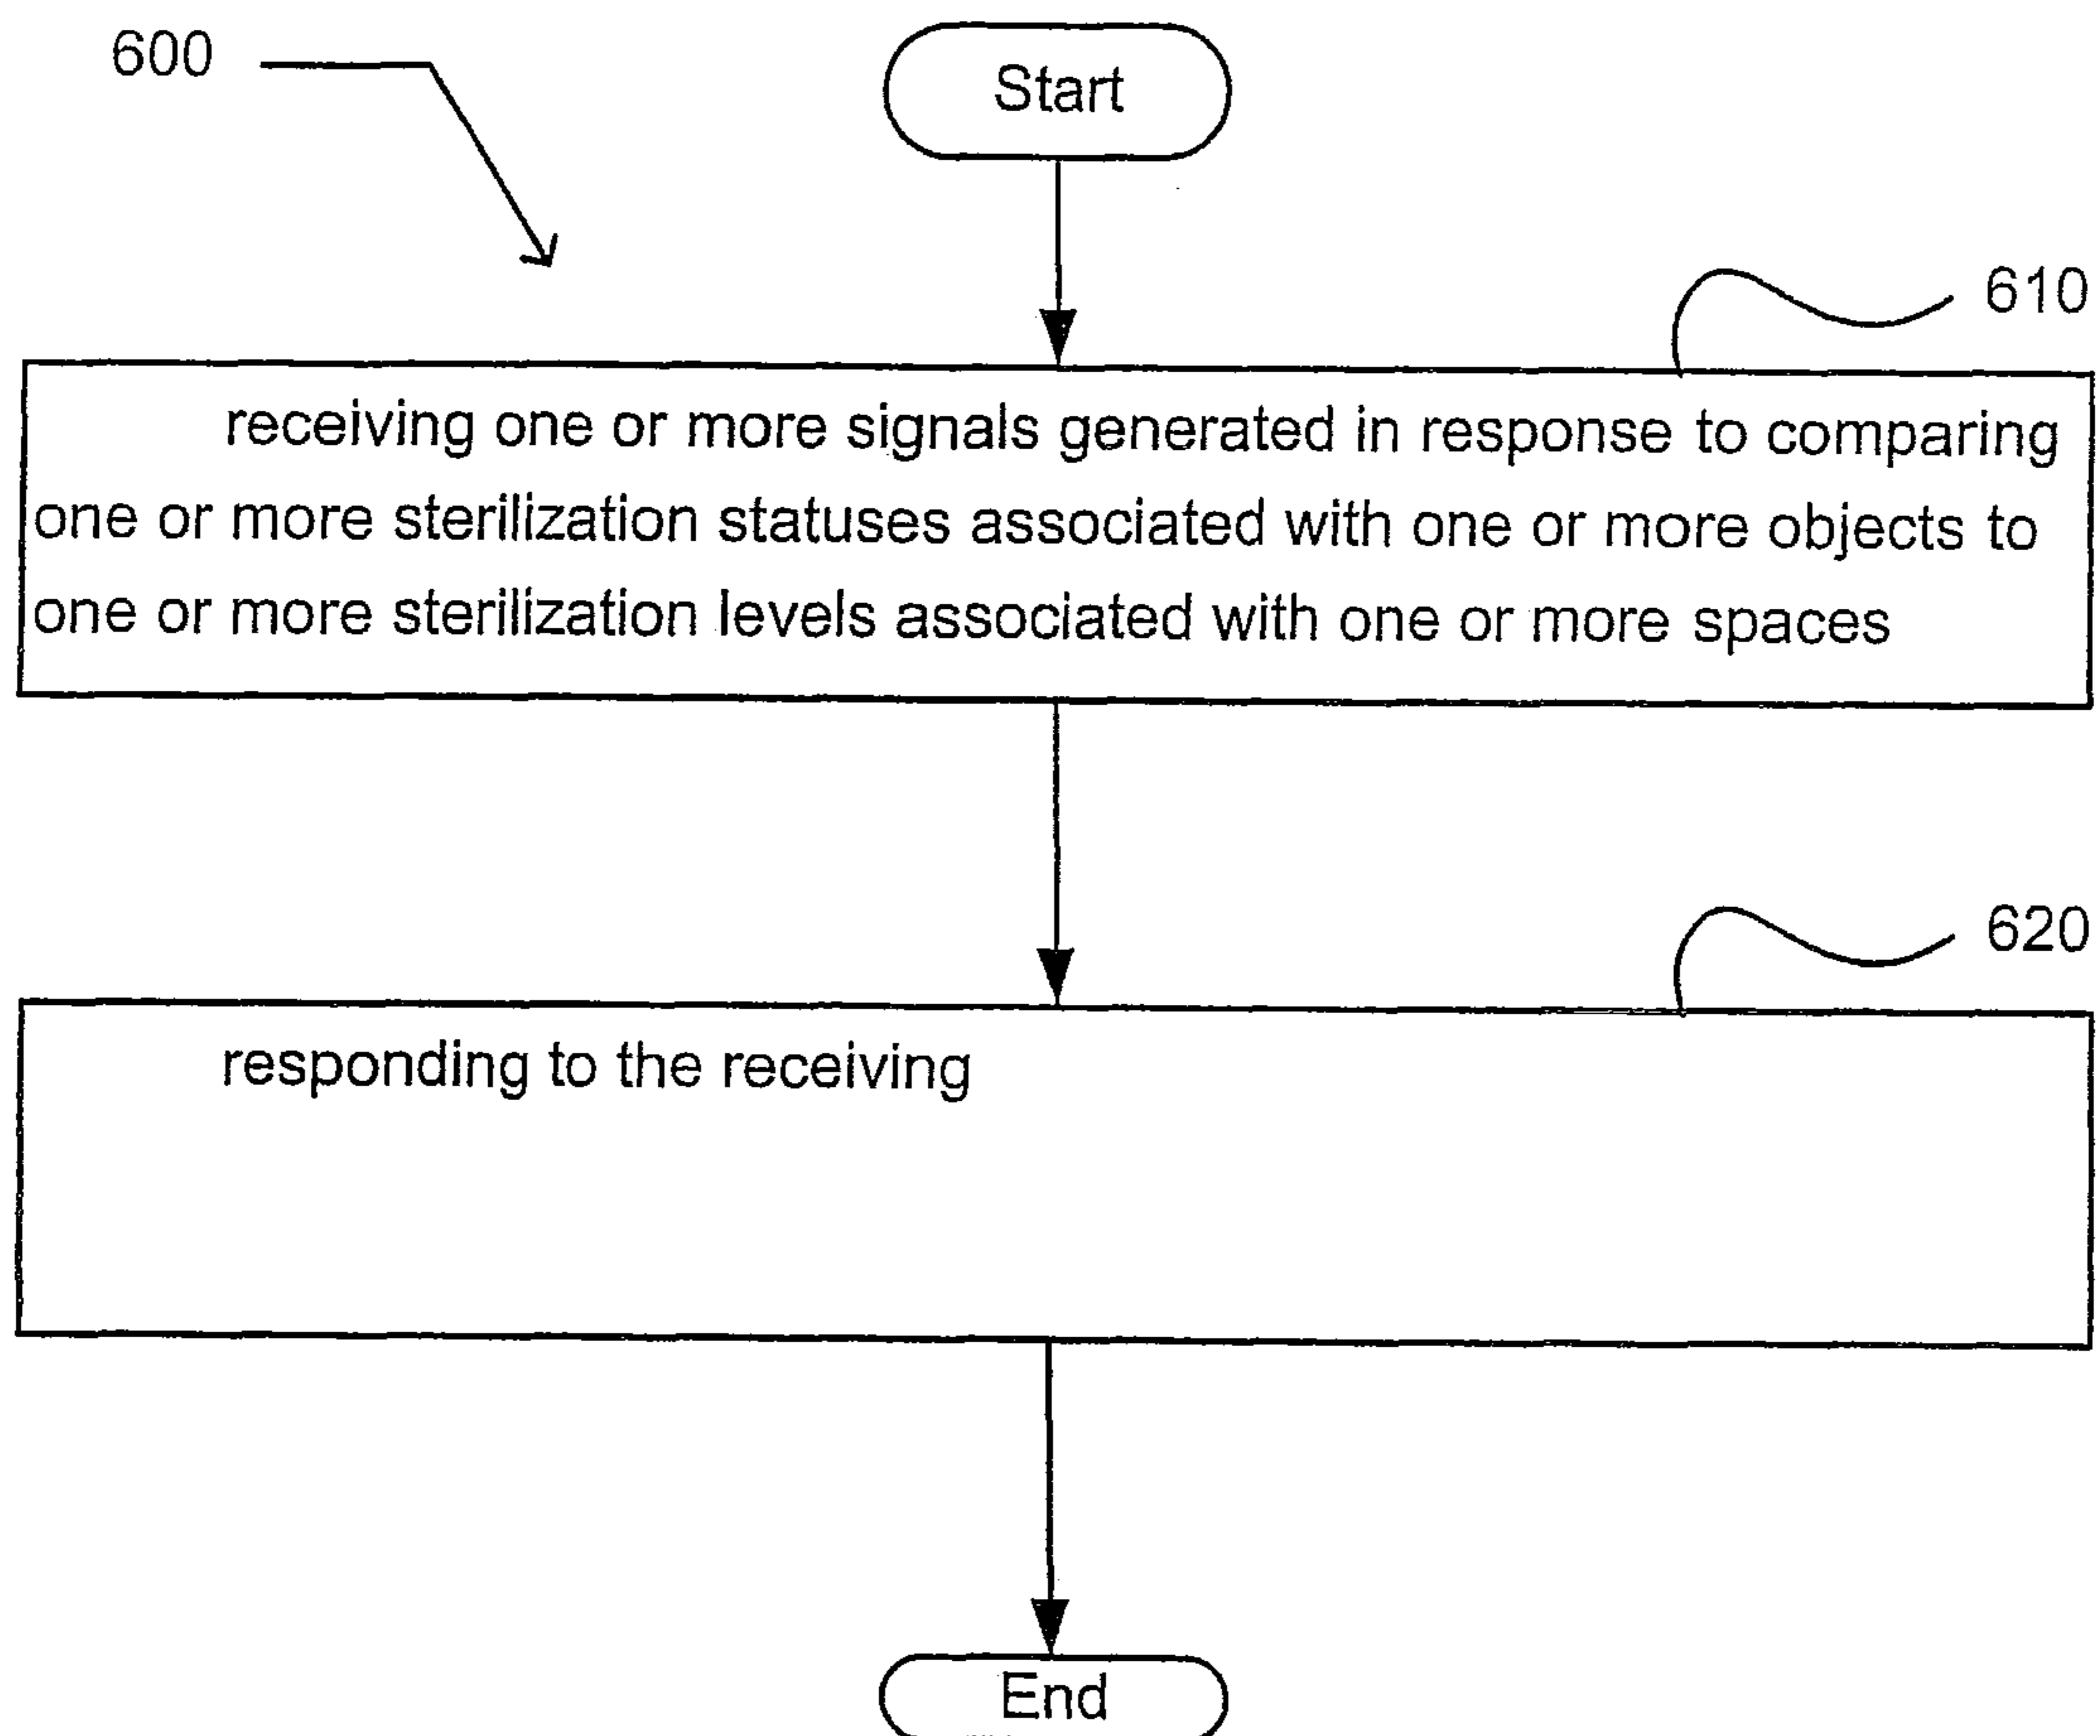 600
Start
610
receiving one or more signals generated in response to comparing
one or more sterilization statuses associated with one or more objects to
one or more sterilization levels associated with one or more spaces
620
responding to the receiving
End